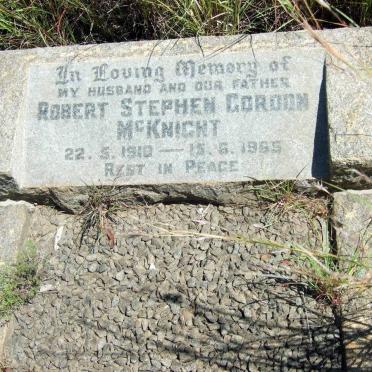 In Loving Memory of
MY HUSBAND AND OUR FATHER
ROBERT STEPHEN GORDON
McKNIGHT
22. 5. 1910 — 15. 6. 1965
REST IN PEACE